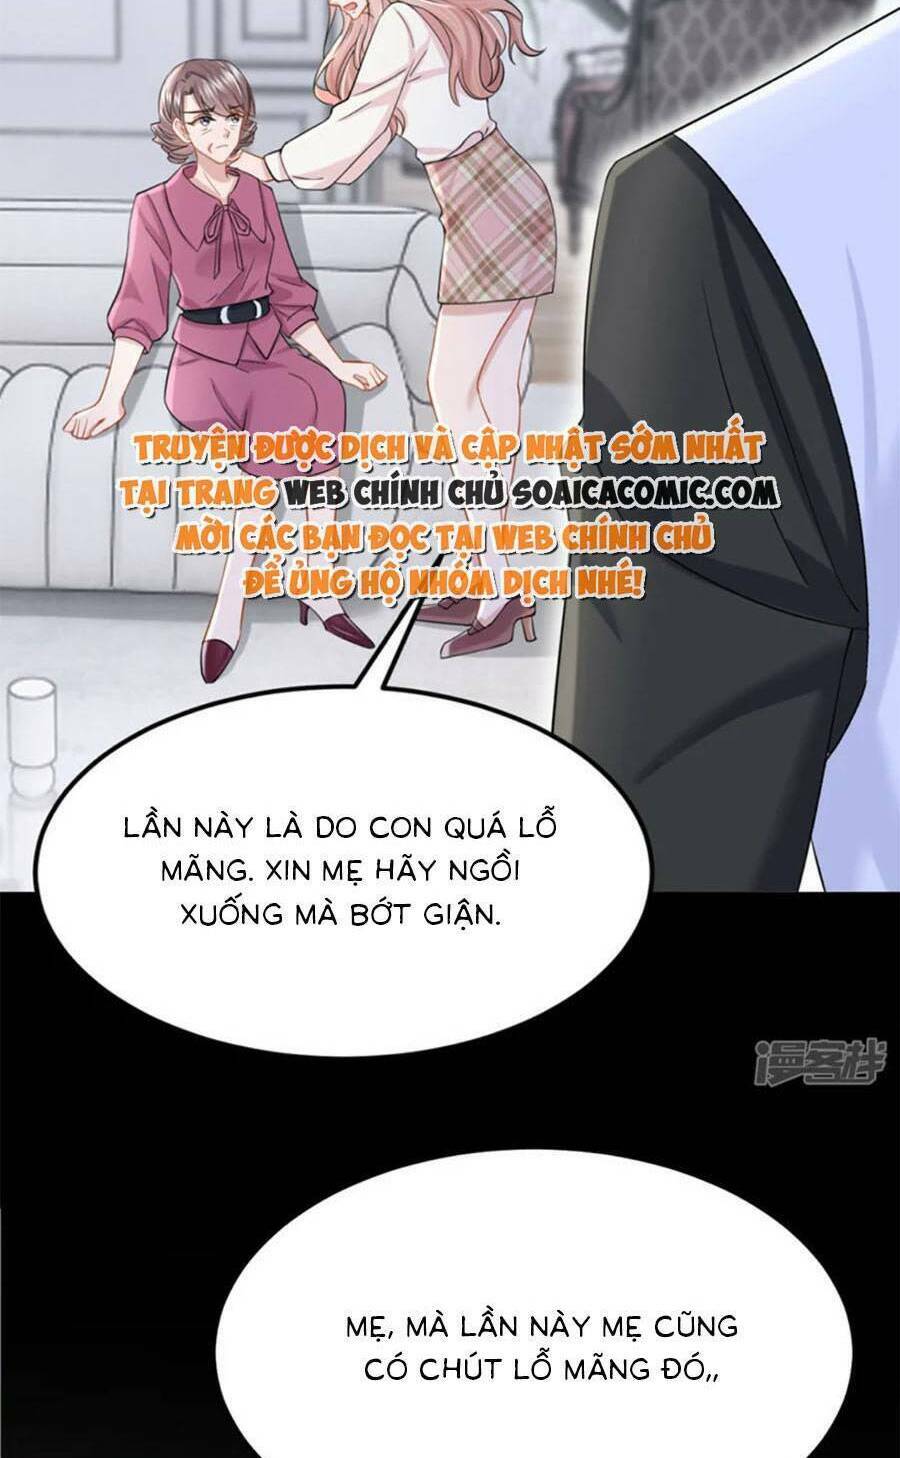 TRUYỆN ĐƯỢC DỊCH VÀ CẬP NHẬT SỚM NHẤT
TẠI TRANG WEB CHÍNH CHỦ SOAICACOMIC.COM
MỜI CÁC BẠN ĐỌC TẠI WEB CHÍNH CHỦ
ĐỂ ỦNG HỘ NHÓM DỊCH NHÉ!
LẦN NÀY LÀ DO CON QUÁ LỖ
MÃNG. XIN MẸ HÃY NGỒI
XUỐNG MÀ BỚT GIẬN.
漫客栈
MẸ, MÀ LẦN NÀY MẸ CŨNG
CÓ CHÚT LỖ MÃNG ĐÓ,,